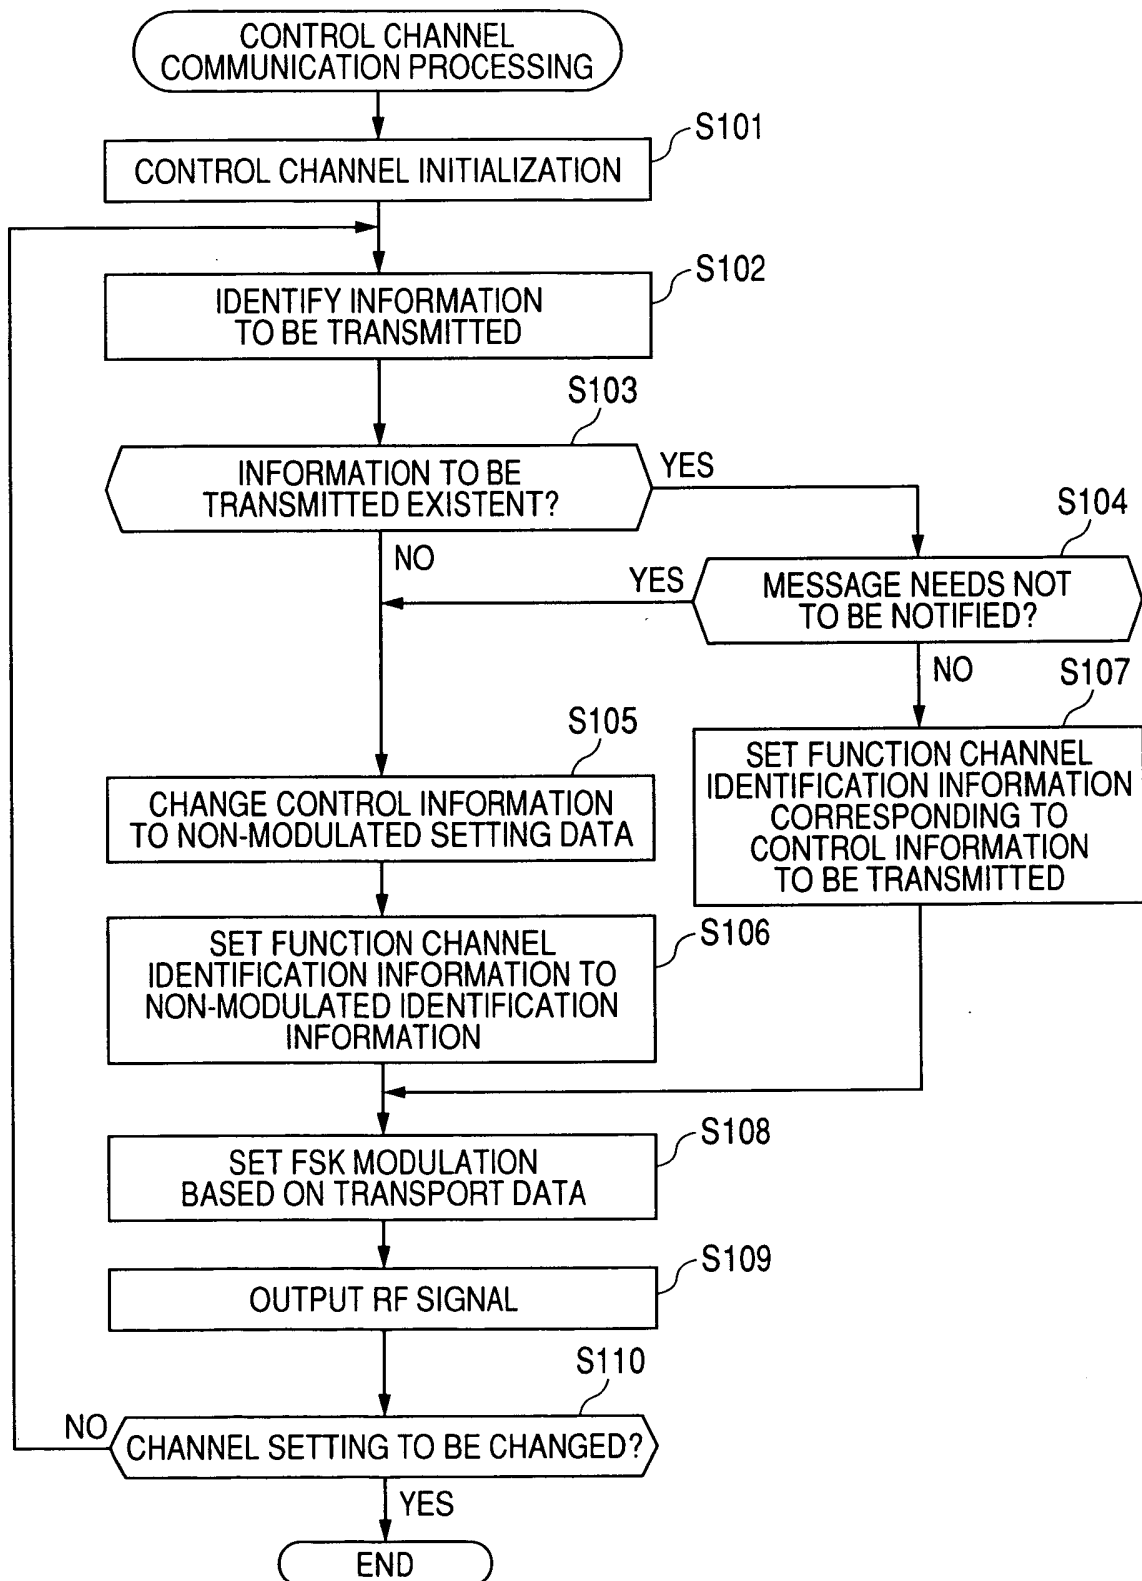 CONTROL CHANNEL
COMMUNICATION PROCESSING
S101
CONTROL CHANNEL INITIALIZATION
S102
IDENTIFY INFORMATION
TO BE TRANSMITTED
S103
INFORMATION TO BE
TRANSMITTED EXISTENT?
YES
NO
S104
MESSAGE NEEDS NOT
TO BE NOTIFIED?
YES
NO
S105
CHANGE CONTROL INFORMATION
TO NON-MODULATED SETTING DATA
S107
SET FUNCTION CHANNEL
IDENTIFICATION INFORMATION
CORRESPONDING TO
CONTROL INFORMATION
TO BE TRANSMITTED
S106
SET FUNCTION CHANNEL
IDENTIFICATION INFORMATION TO
NON-MODULATED IDENTIFICATION
INFORMATION
S108
SET FSK MODULATION
BASED ON TRANSPORT DATA
S109
OUTPUT RF SIGNAL
S110
CHANNEL SETTING TO BE CHANGED?
NO
YES
END